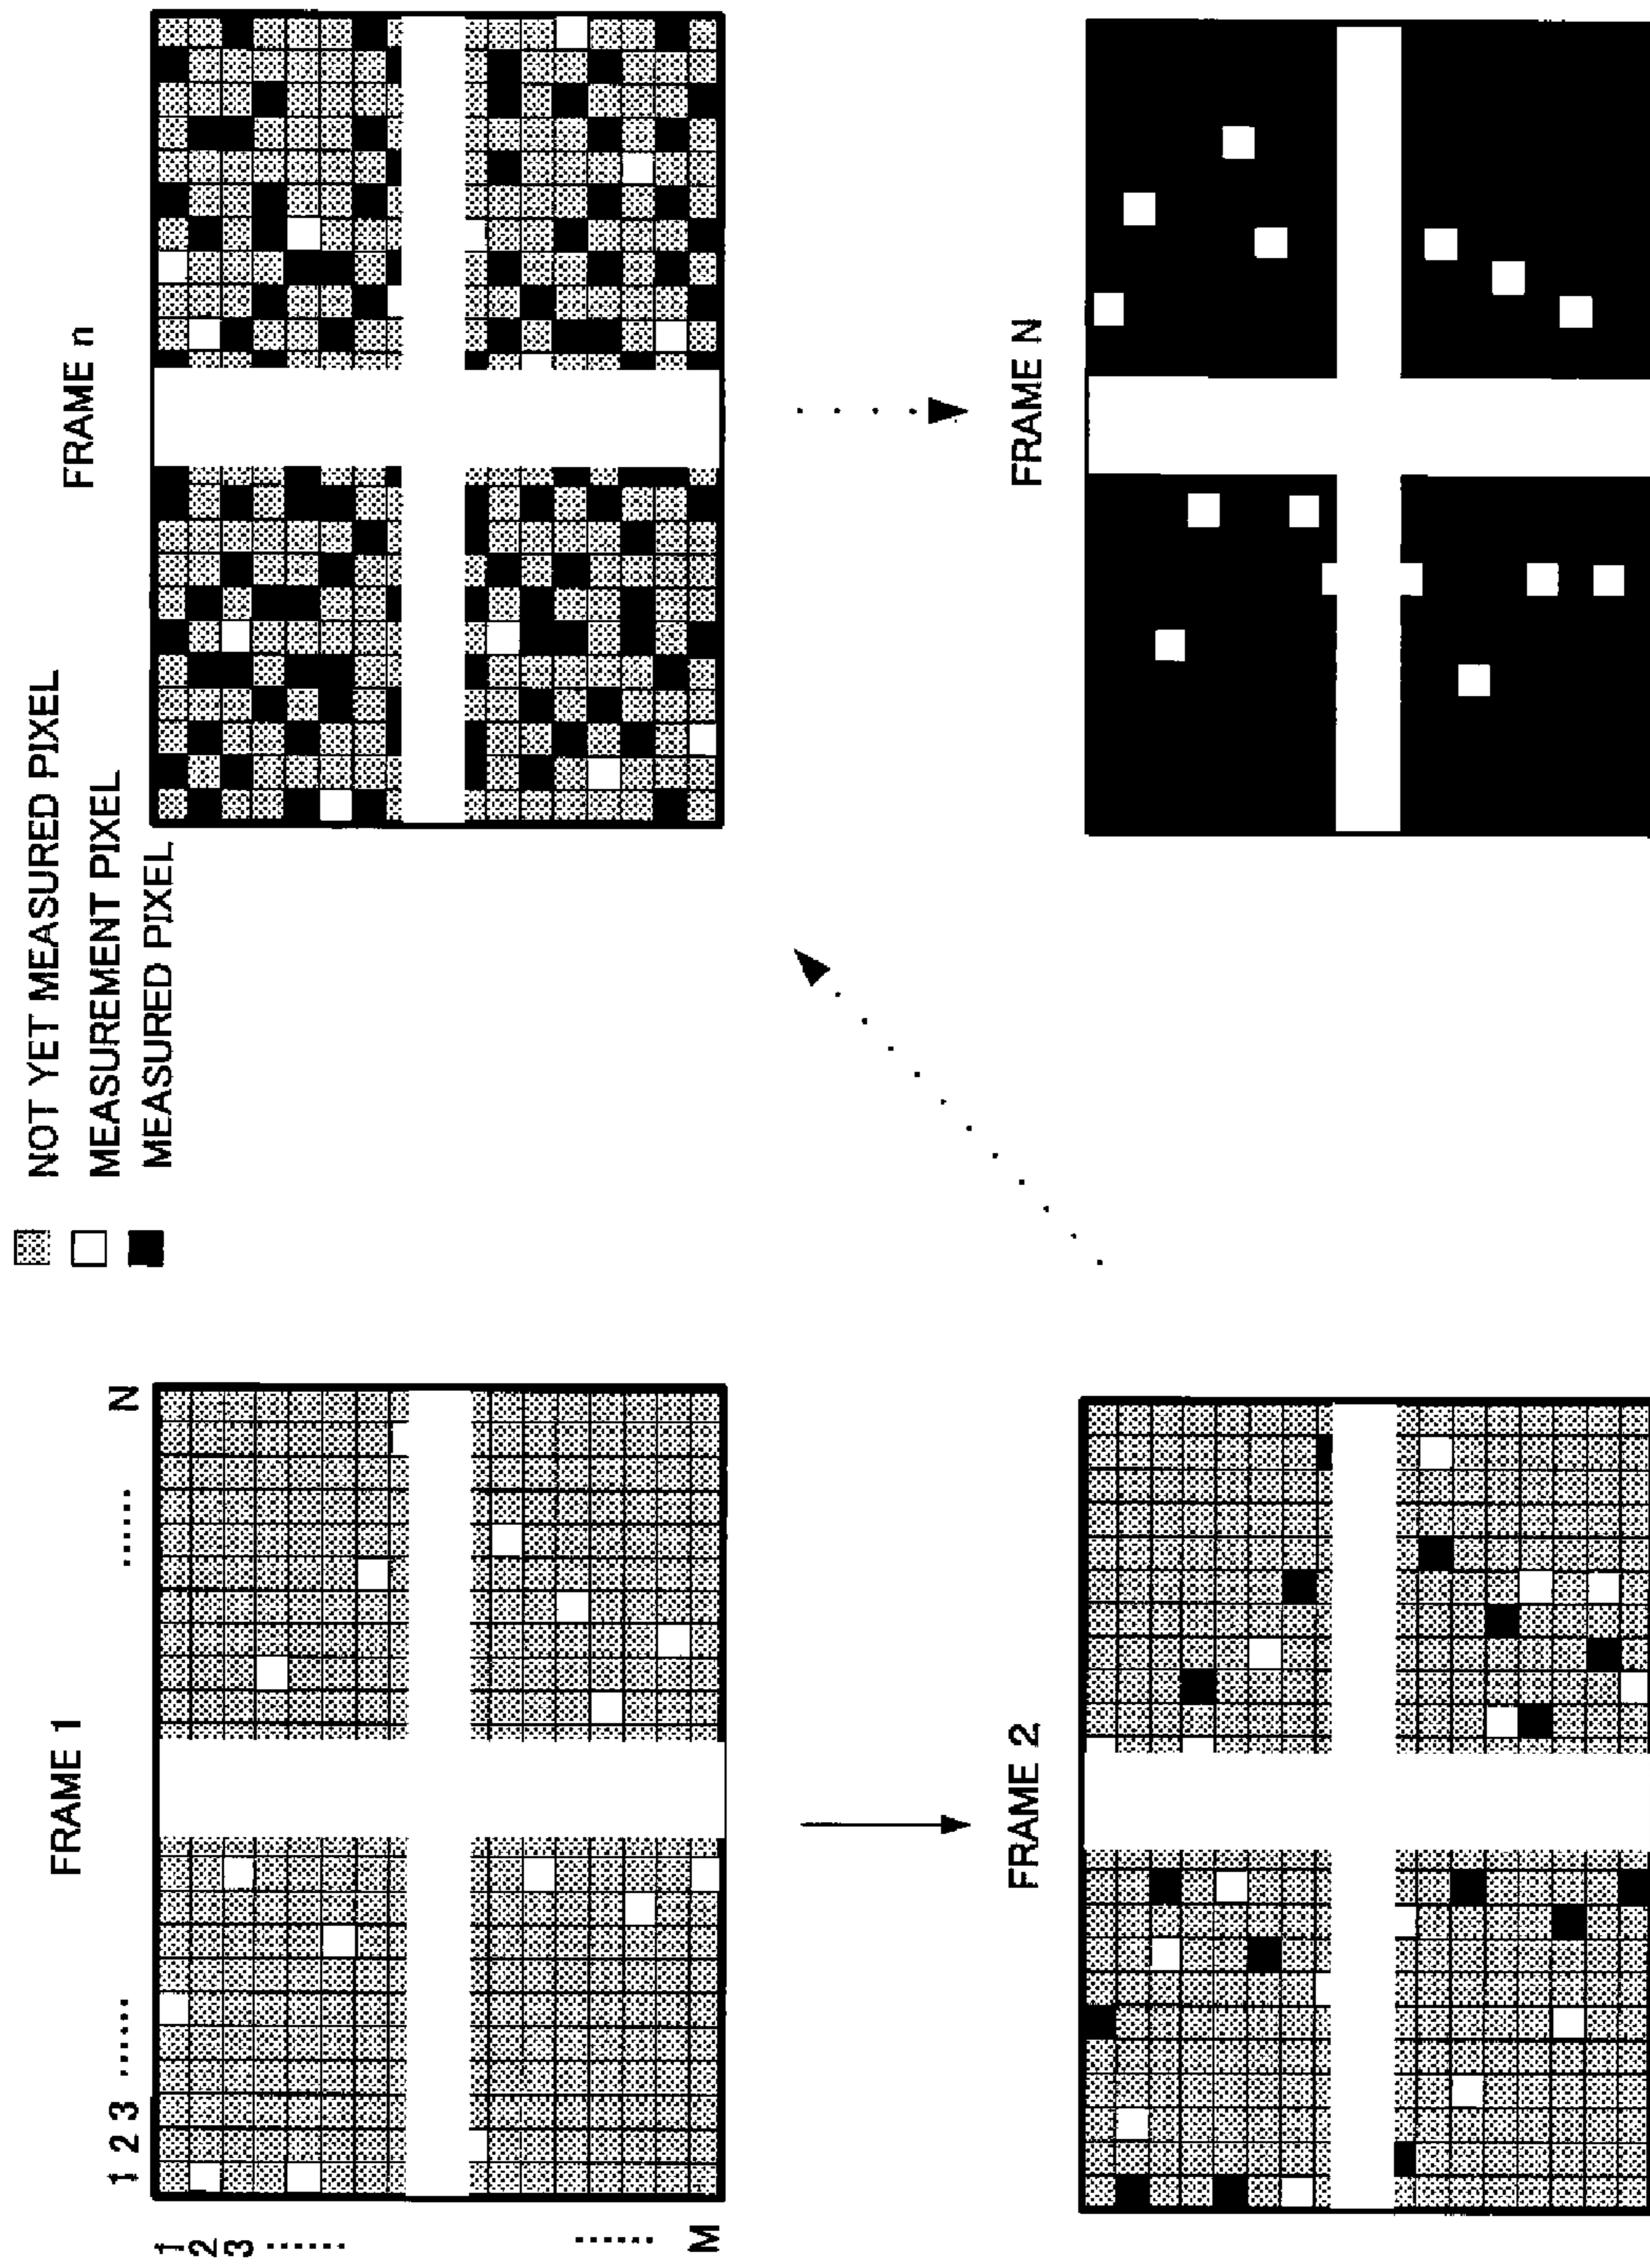 NOT YET MEASURED PIXEL
MEASUREMENT PIXEL
MEASURED PIXEL
FRAME 1
1 2 3 ...... ...... N
1
2
3
......
......
M
FRAME n
FRAME 2
FRAME N